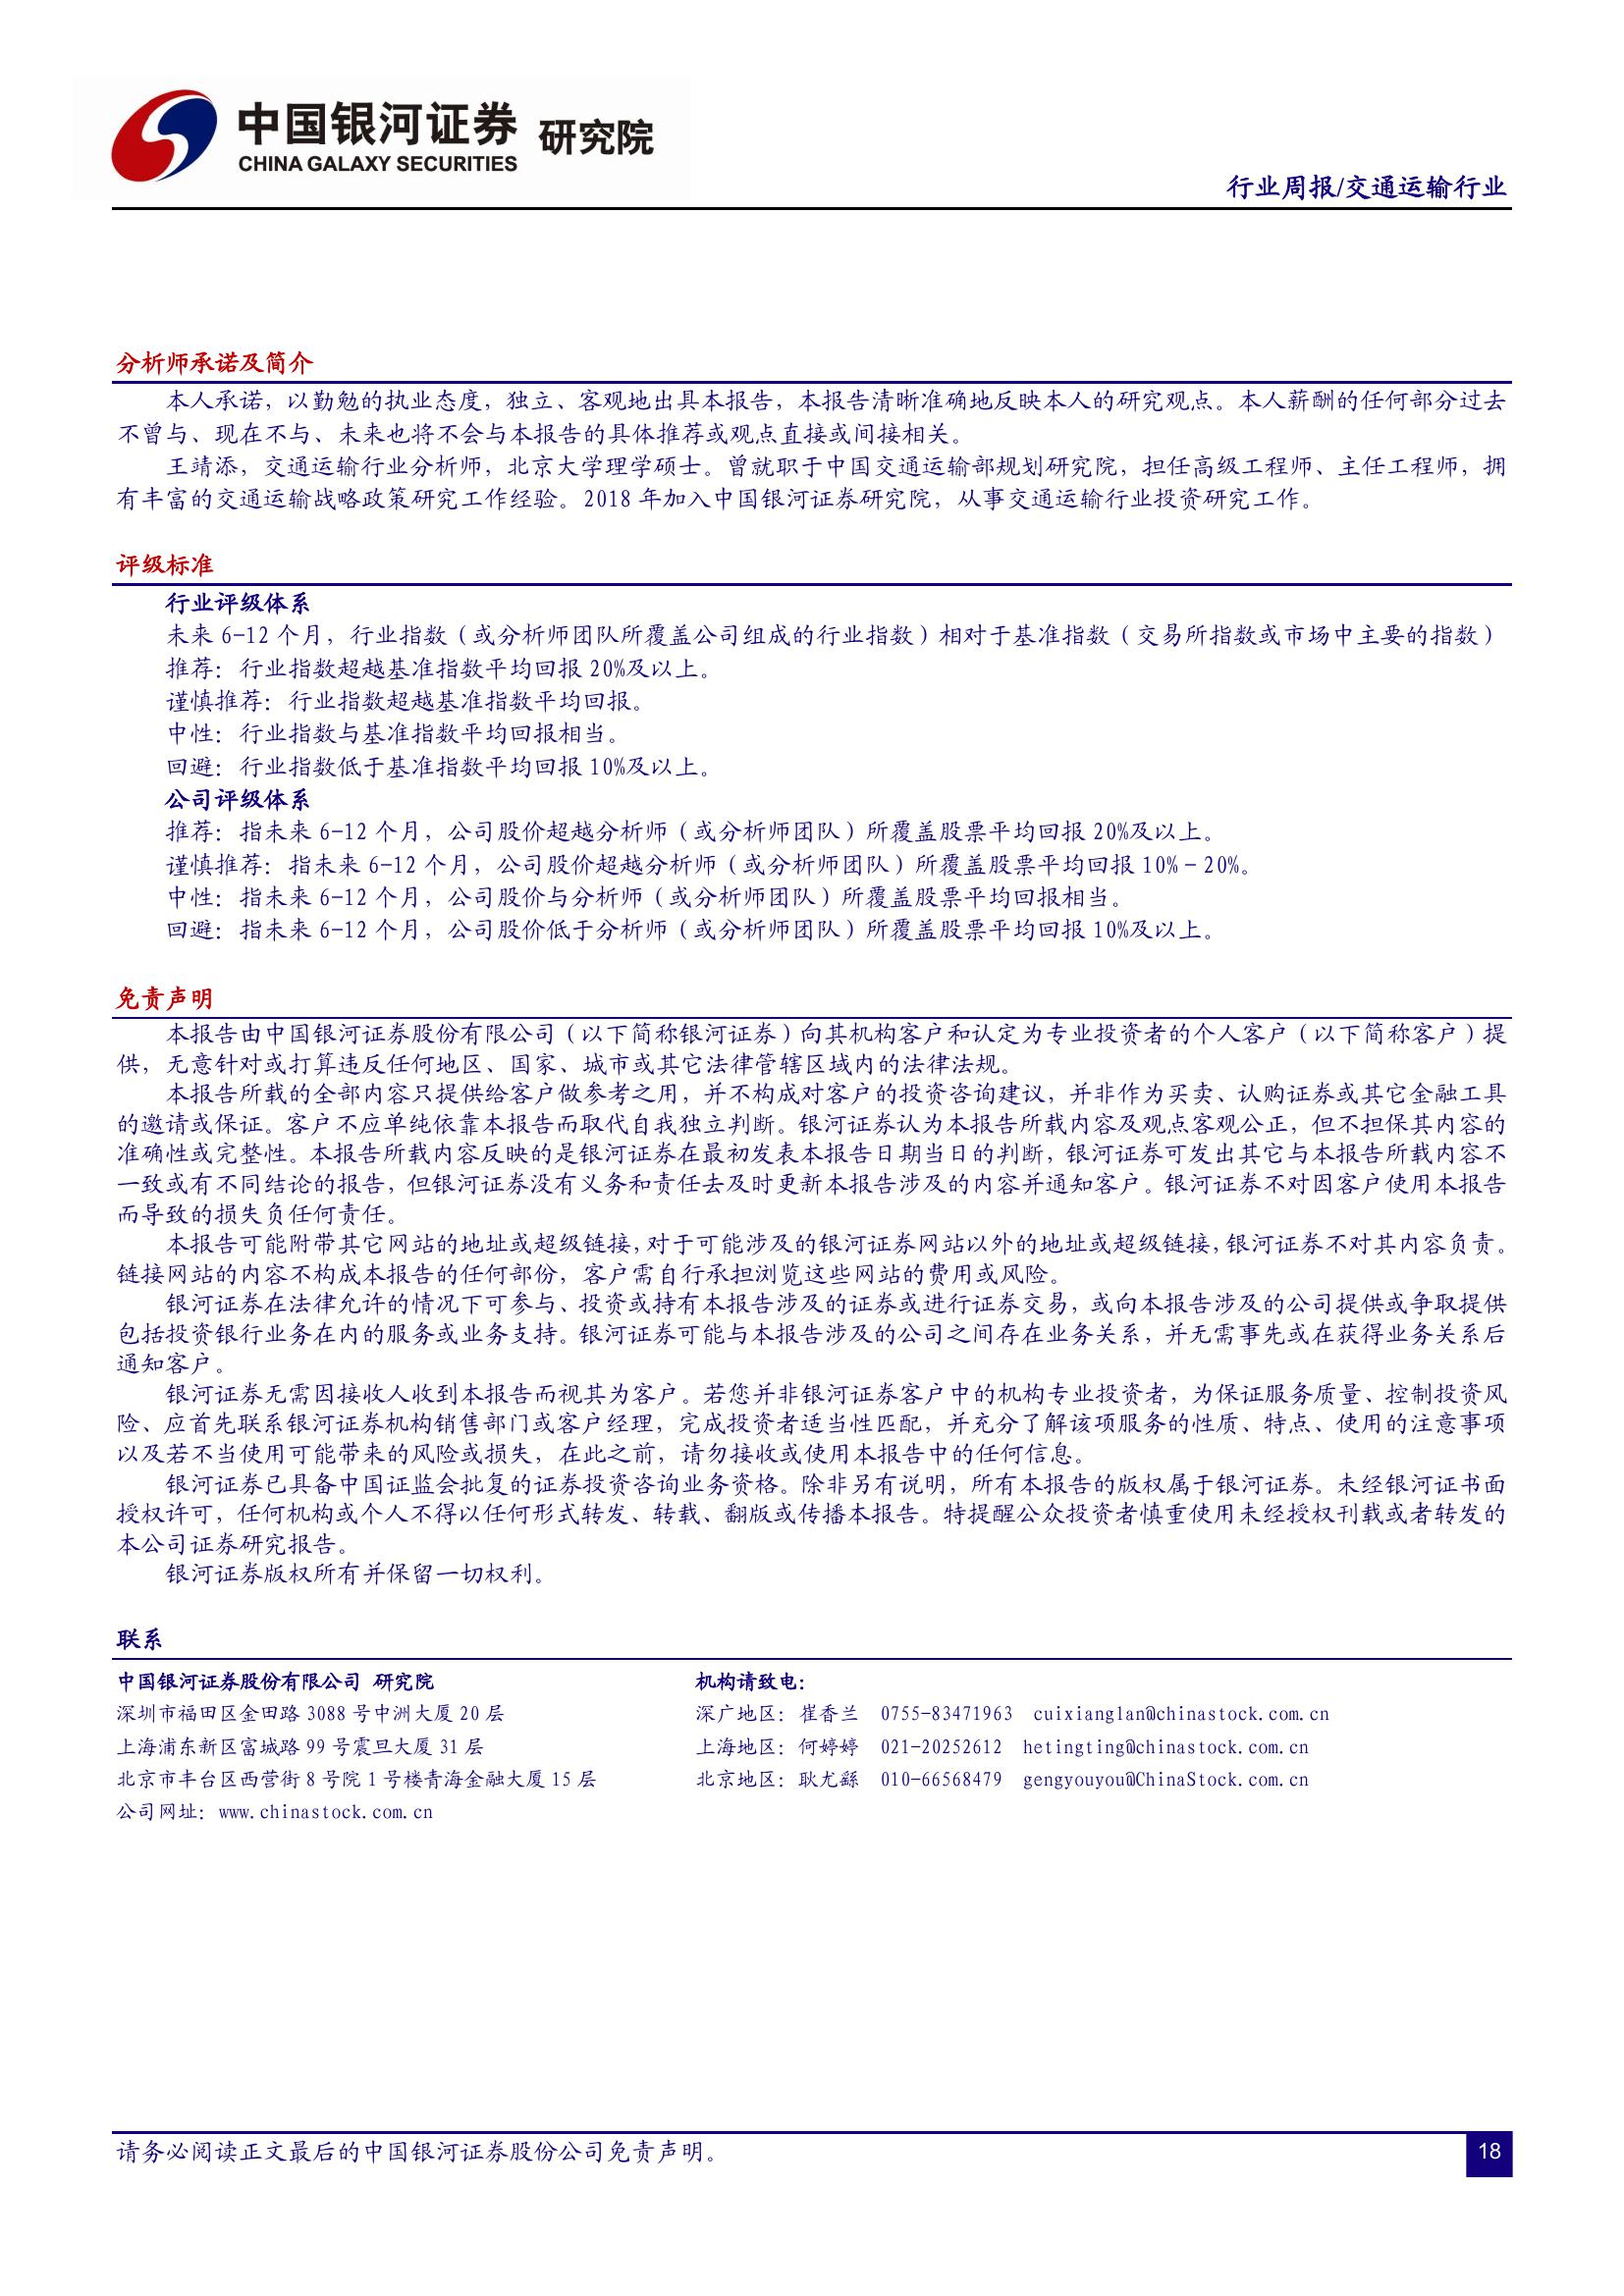 中国银河证券 研究院
CHINA GALAXY SECURITIES
行业周报/交通运输行业
分析师承诺及简介
本人承诺，以勤勉的执业态度，独立、客观地出具本报告，本报告清晰准确地反映本人的研究观点。本人薪酬的任何部分过去
不曾与、现在不与、未来也将不会与本报告的具体推荐或观点直接或间接相关。
王靖添，交通运输行业分析师，北京大学理学硕士。曾就职于中国交通运输部规划研究院，担任高级工程师、主任工程师，拥
有丰富的交通运输战略政策研究工作经验。2018 年加入中国银河证券研究院，从事交通运输行业投资研究工作。
评级标准
行业评级体系
未来 6-12 个月，行业指数（或分析师团队所覆盖公司组成的行业指数）相对于基准指数（交易所指数或市场中主要的指数）
推荐：行业指数超越基准指数平均回报 20%及以上。
谨慎推荐：行业指数超越基准指数平均回报。
中性：行业指数与基准指数平均回报相当。
回避：行业指数低于基准指数平均回报 10%及以上。
公司评级体系
推荐：指未来 6-12 个月，公司股价超越分析师（或分析师团队）所覆盖股票平均回报 20%及以上。
谨慎推荐：指未来 6-12 个月，公司股价超越分析师（或分析师团队）所覆盖股票平均回报 10%－20%。
中性：指未来 6-12 个月，公司股价与分析师（或分析师团队）所覆盖股票平均回报相当。
回避：指未来 6-12 个月，公司股价低于分析师（或分析师团队）所覆盖股票平均回报 10%及以上。
免责声明
本报告由中国银河证券股份有限公司（以下简称银河证券）向其机构客户和认定为专业投资者的个人客户（以下简称客户）提
供，无意针对或打算违反任何地区、国家、城市或其它法律管辖区域内的法律法规。
本报告所载的全部内容只提供给客户做参考之用，并不构成对客户的投资咨询建议，并非作为买卖、认购证券或其它金融工具
的邀请或保证。客户不应单纯依靠本报告而取代自我独立判断。银河证券认为本报告所载内容及观点客观公正，但不担保其内容的
准确性或完整性。本报告所载内容反映的是银河证券在最初发表本报告日期当日的判断，银河证券可发出其它与本报告所载内容不
一致或有不同结论的报告，但银河证券没有义务和责任去及时更新本报告涉及的内容并通知客户。银河证券不对因客户使用本报告
而导致的损失负任何责任。
本报告可能附带其它网站的地址或超级链接，对于可能涉及的银河证券网站以外的地址或超级链接，银河证券不对其内容负责。
链接网站的内容不构成本报告的任何部份，客户需自行承担浏览这些网站的费用或风险。
银河证券在法律允许的情况下可参与、投资或持有本报告涉及的证券或进行证券交易，或向本报告涉及的公司提供或争取提供
包括投资银行业务在内的服务或业务支持。银河证券可能与本报告涉及的公司之间存在业务关系，并无需事先或在获得业务关系后
通知客户。
银河证券无需因接收人收到本报告而视其为客户。若您并非银河证券客户中的机构专业投资者，为保证服务质量、控制投资风
险、应首先联系银河证券机构销售部门或客户经理，完成投资者适当性匹配，并充分了解该项服务的性质、特点、使用的注意事项
以及若不当使用可能带来的风险或损失，在此之前，请勿接收或使用本报告中的任何信息。
银河证券已具备中国证监会批复的证券投资咨询业务资格。除非另有说明，所有本报告的版权属于银河证券。未经银河证书面
授权许可，任何机构或个人不得以任何形式转发、转载、翻版或传播本报告。特提醒公众投资者慎重使用未经授权刊载或者转发的
本公司证券研究报告。
银河证券版权所有并保留一切权利。
联系
中国银河证券股份有限公司 研究院
深圳市福田区金田路 3088 号中洲大厦 20 层
上海浦东新区富城路 99 号震旦大厦 31 层
北京市丰台区西营街 8 号院 1 号楼青海金融大厦 15 层
公司网址：www.chinastock.com.cn
机构请致电：
深广地区：崔香兰 0755-83471963 cuixianglan@chinastock.com.cn
上海地区：何婷婷 021-20252612 hetingting@chinastock.com.cn
北京地区：耿尤繇 010-66568479 gengyouyou@ChinaStock.com.cn
请务必阅读正文最后的中国银河证券股份公司免责声明。
18